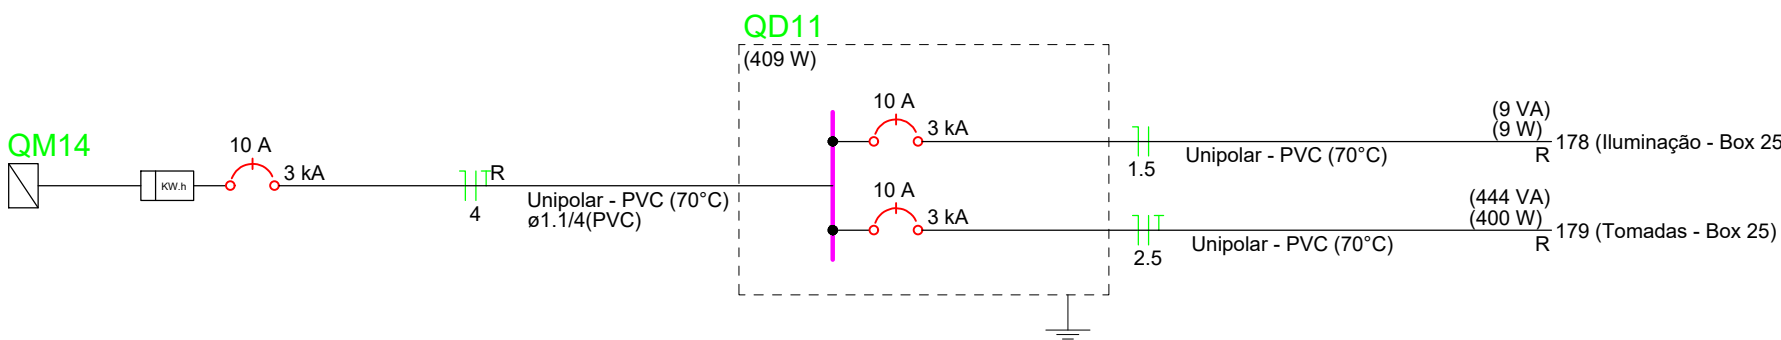 QD11
(409 W)
QM14
10 A
3 kA
KW.h
R
4
Unipolar - PVC (70°C)
ø1.1/4(PVC)
10 A
3 kA
1.5
Unipolar - PVC (70°C)
(9 VA)
(9 W)
R
178 (Iluminação - Box 25
10 A
3 kA
T
2.5
Unipolar - PVC (70°C)
(444 VA)
(400 W)
R
179 (Tomadas - Box 25)